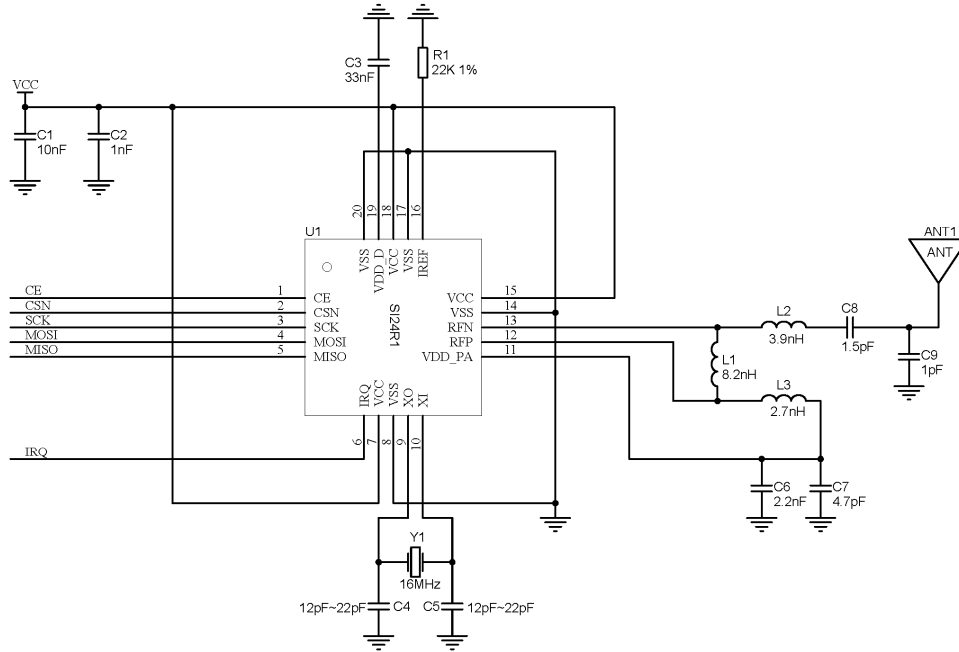 C3
33nF
R1
22K 1%
VCC
C1
10nF
C2
1nF
20
19
18
17
16
U1
VSS
VDD_D
VCC
VSS
IREF
ANT1
ANT
CE
CSN
SCK
MOSI
MISO
1
2
3
4
5
CE
CSN
SCK
MOSI
MISO
SI24R1
VCC
VSS
RFN
RFP
VDD_PA
15
14
13
12
11
L2
3.9nH
C8
1.5pF
L1
8.2nH
C9
1pF
L3
2.7nH
IRQ
VCC
VSS
XO
XI
6
7
8
9
10
IRQ
C6
2.2nF
C7
4.7pF
Y1
16MHz
12pF~22pF
C4
C5
12pF~22pF